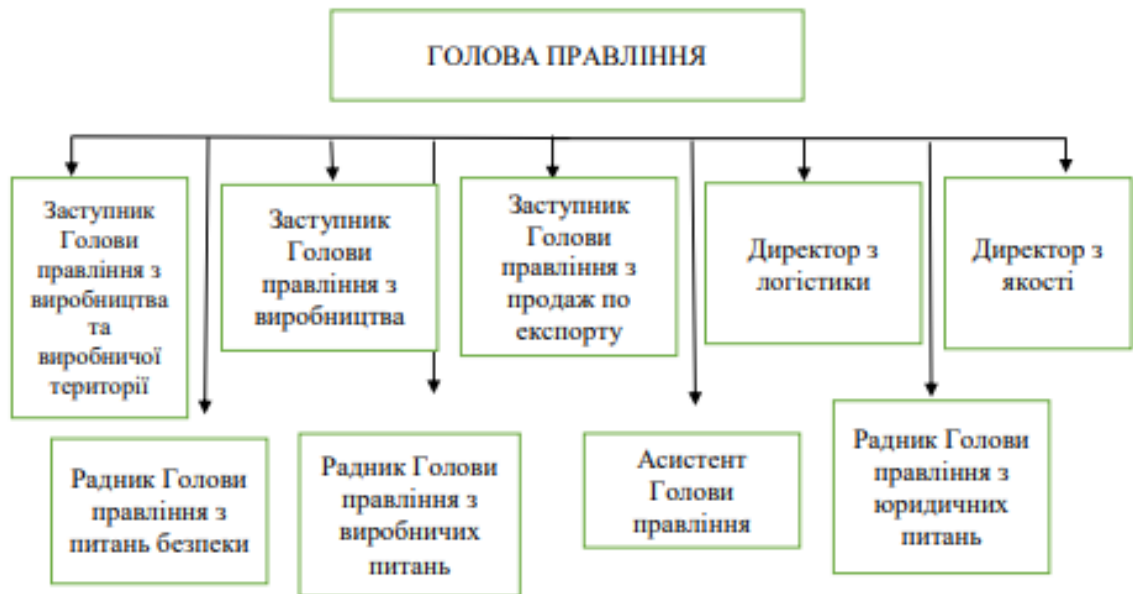 ГОЛОВА ПРАВЛІННЯ
Заступник
Голови
правління з
виробництва
та
виробничої
території
Заступник
Голови
правління з
виробництва
Заступник
Голови
правління з
продаж по
експорту
Директор з
логістики
Директор з
якості
Радник Голови
правління з
питань безпеки
Радник Голови
правління з
виробничих
питань
Асистент
Голови
правління
Радник Голови
правління з
юридичних
питань